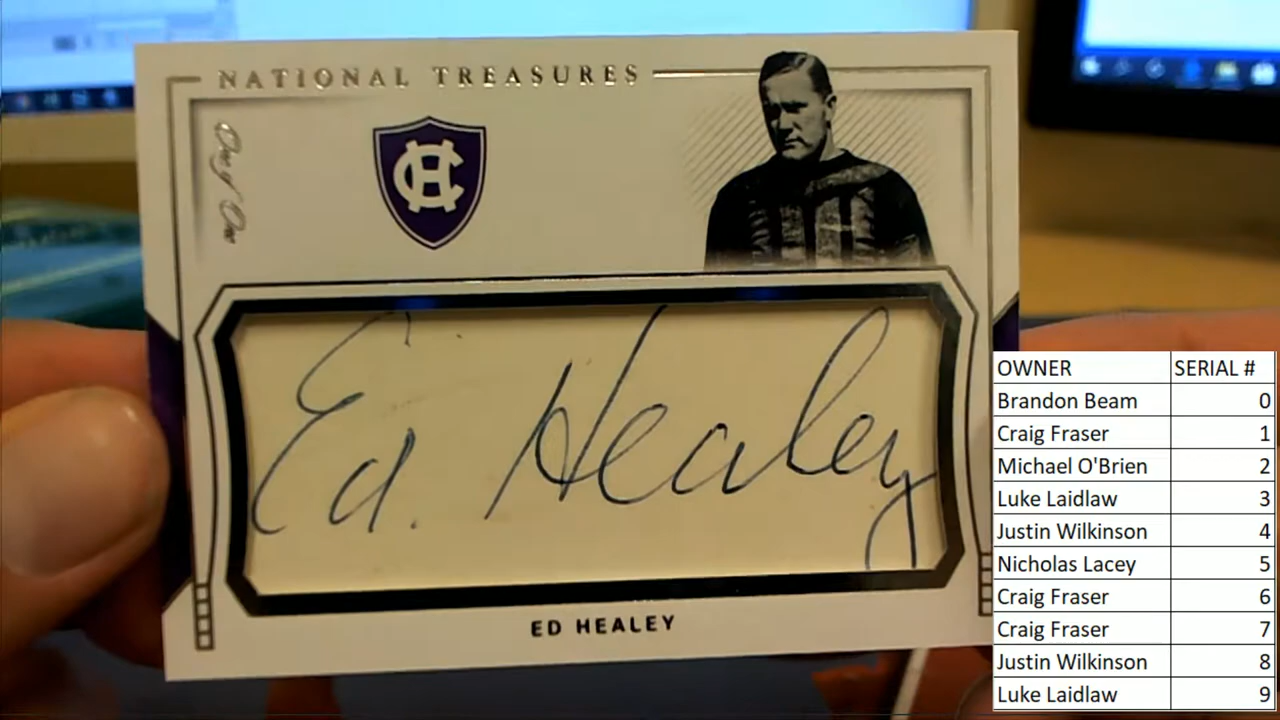 NATIONAL TREASURES
One of One
HC
Ed. Healey
ED HEALEY
OWNER SERIAL #
Brandon Beam 0
Craig Fraser 1
Michael O'Brien 2
Luke Laidlaw 3
Justin Wilkinson 4
Nicholas Lacey 5
Craig Fraser 6
Craig Fraser 7
Justin Wilkinson 8
Luke Laidlaw 9